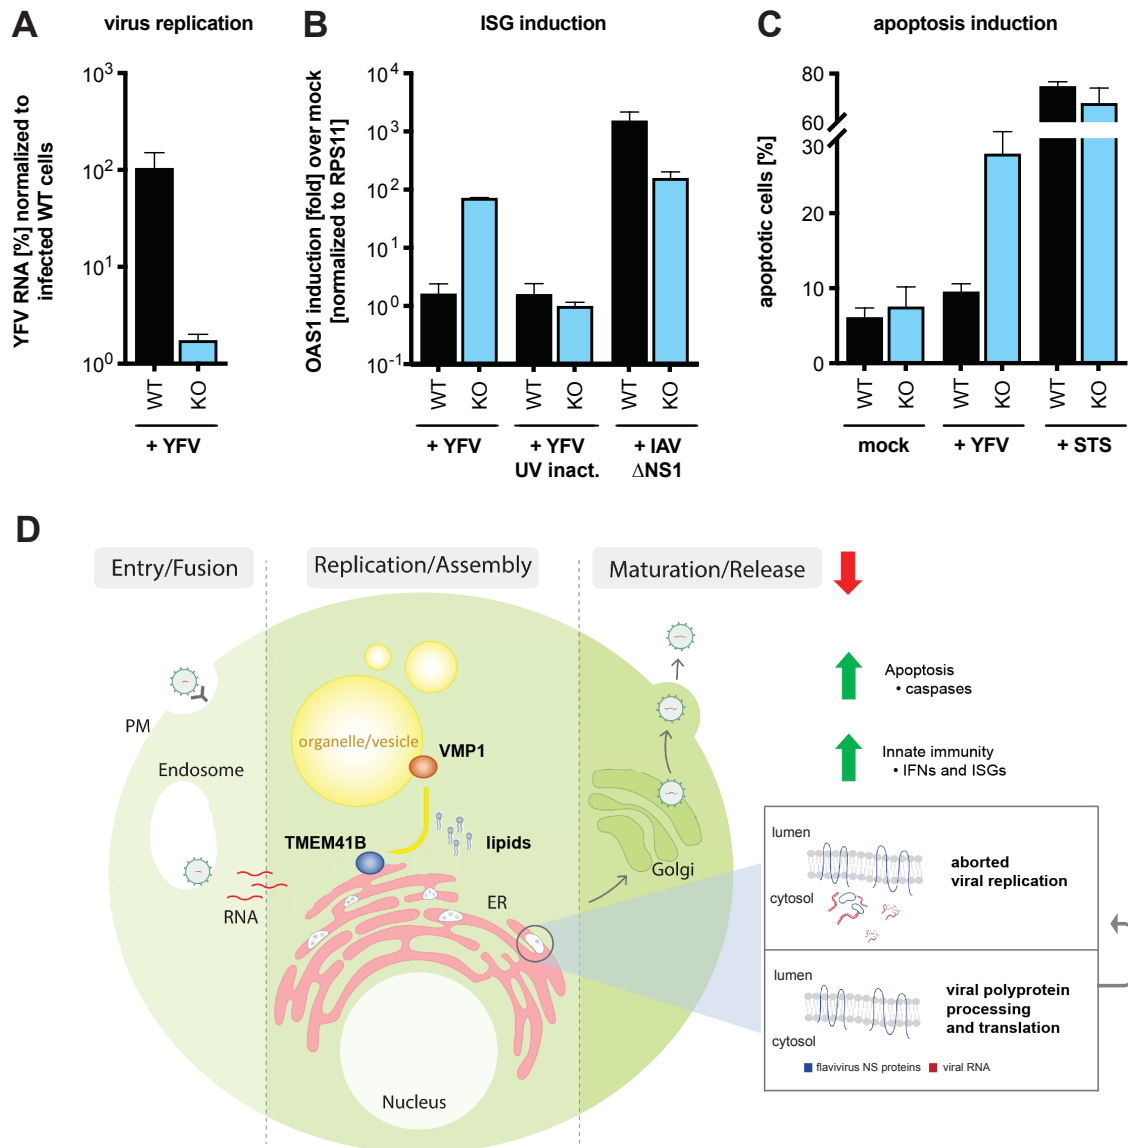 A
virus replication
YFV RNA [%] normalized to
infected WT cells
10³
10²
10¹
10⁰
WT
KO
+ YFV
B
ISG induction
OAS1 induction [fold] over mock
[normalized to RPS11]
10⁴
10³
10²
10¹
10⁰
10⁻¹
WT
KO
WT
KO
WT
KO
+ YFV
+ YFV
UV inact.
+ IAV
ΔNS1
C
apoptosis induction
apoptotic cells [%]
80
60
30
20
10
0
WT
KO
WT
KO
WT
KO
mock
+ YFV
+ STS
D
Entry/Fusion
Replication/Assembly
Maturation/Release
PM
Endosome
RNA
organelle/vesicle
VMP1
TMEM41B
lipids
ER
Golgi
Nucleus
Apoptosis
• caspases
Innate immunity
• IFNs and ISGs
lumen
cytosol
aborted
viral replication
lumen
cytosol
viral polyprotein
processing
and translation
flavivirus NS proteins
viral RNA